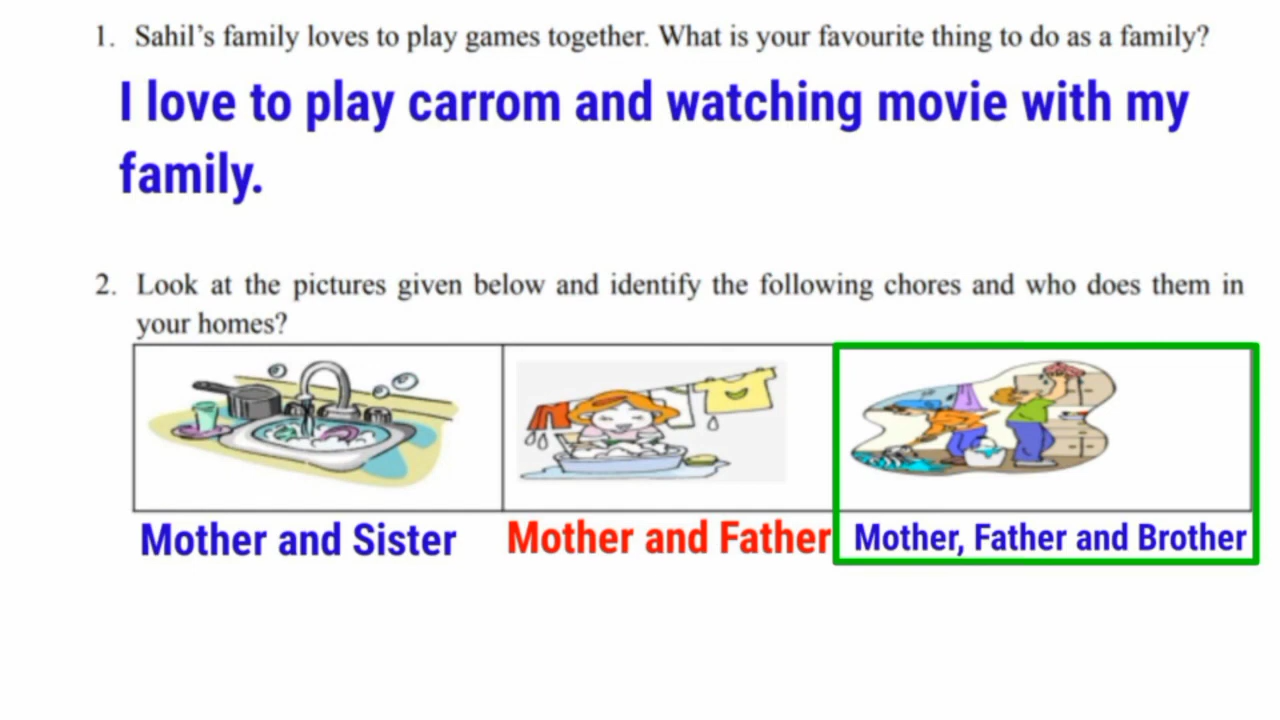 1. Sahil’s family loves to play games together. What is your favourite thing to do as a family?
I love to play carrom and watching movie with my
family.
2. Look at the pictures given below and identify the following chores and who does them in
your homes?
Mother and Sister
Mother and Father
Mother, Father and Brother